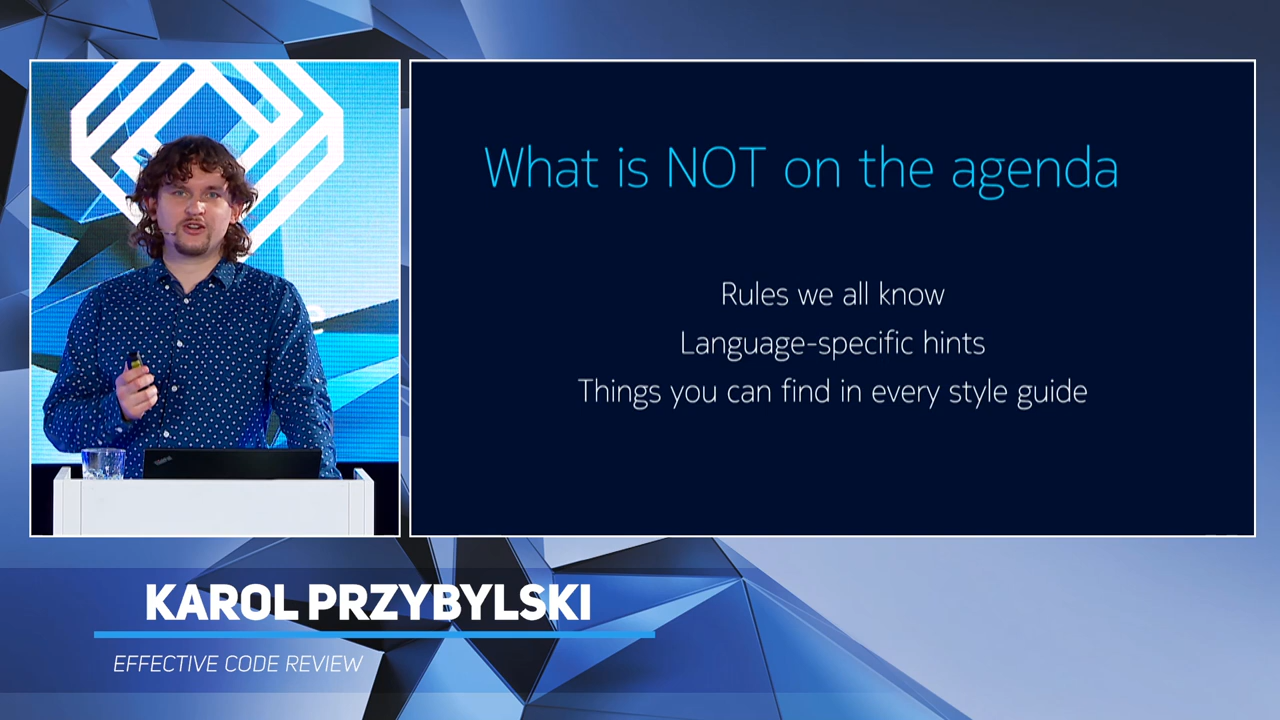 What is NOT on the agenda
Rules we all know
Language-specific hints
Things you can find in every style guide
KAROL PRZYBYLSKI
EFFECTIVE CODE REVIEW